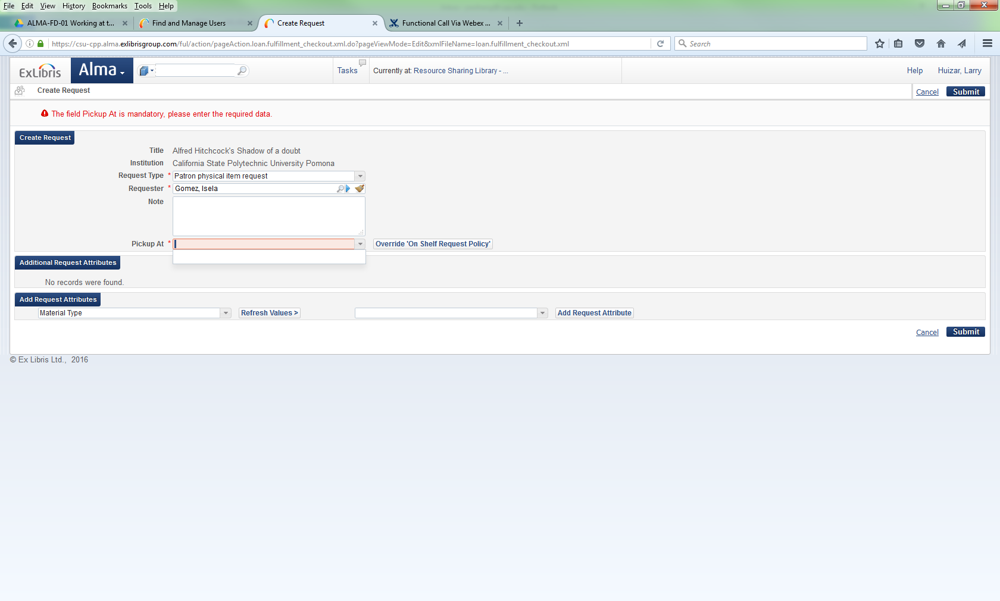 File Edit View History Bookmarks Tools Help
ALMA-FD-01 Working at t... Find and Manage Users Create Request Functional Call Via Webex ...
https://csu-cpp.alma.exlibrisgroup.com/ful/action/pageAction.loan.fulfillment_checkout.xml.do?pageViewMode=Edit&xmlFileName=loan.fulfillment_checkout.xml Search
ExLibris Alma Tasks Currently at: Resource Sharing Library - ... Help Huizar, Larry
Create Request Cancel Submit
The field Pickup At is mandatory, please enter the required data.
Create Request
Title Alfred Hitchcock's Shadow of a doubt
Institution California State Polytechnic University Pomona
Request Type * Patron physical item request
Requester * Gomez, Isela
Note
Pickup At * Override 'On Shelf Request Policy'
Additional Request Attributes
No records were found.
Add Request Attributes
Material Type Refresh Values > Add Request Attribute
Cancel Submit
© Ex Libris Ltd., 2016